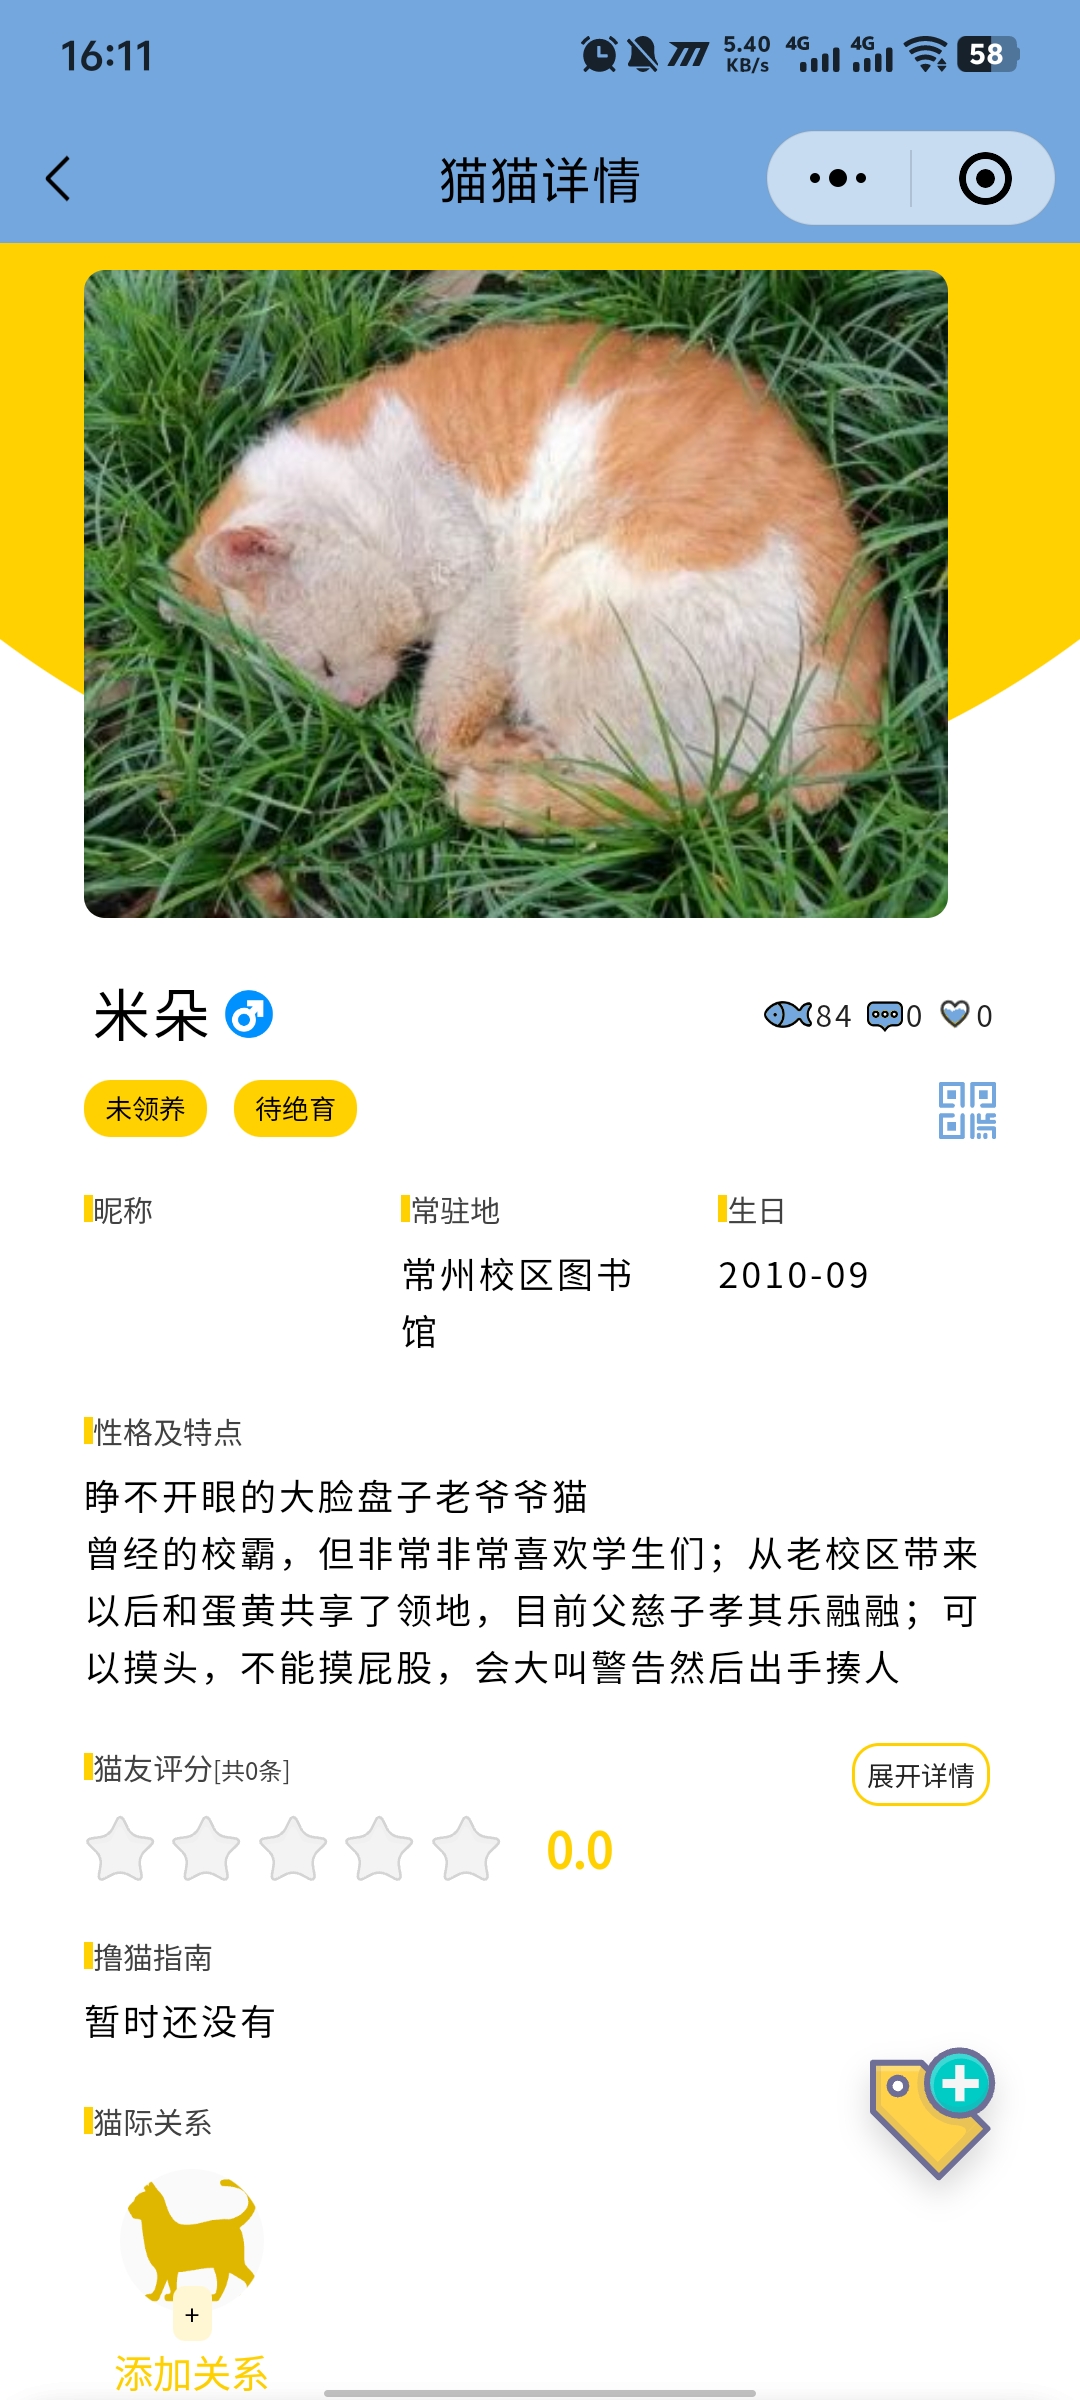 16:11
5.40 KB/s 4G 4G 58
猫猫详情
米朵 84 0 0
未领养 待绝育
昵称 常驻地 生日
常州校区图书馆 2010-09
性格及特点
睁不开眼的大脸盘子老爷爷猫
曾经的校霸，但非常非常喜欢学生们；从老校区带来
以后和蛋黄共享了领地，目前父慈子孝其乐融融；可
以摸头，不能摸屁股，会大叫警告然后出手揍人
猫友评分[共0条] 展开详情
0.0
撸猫指南
暂时还没有
猫际关系
+
添加关系